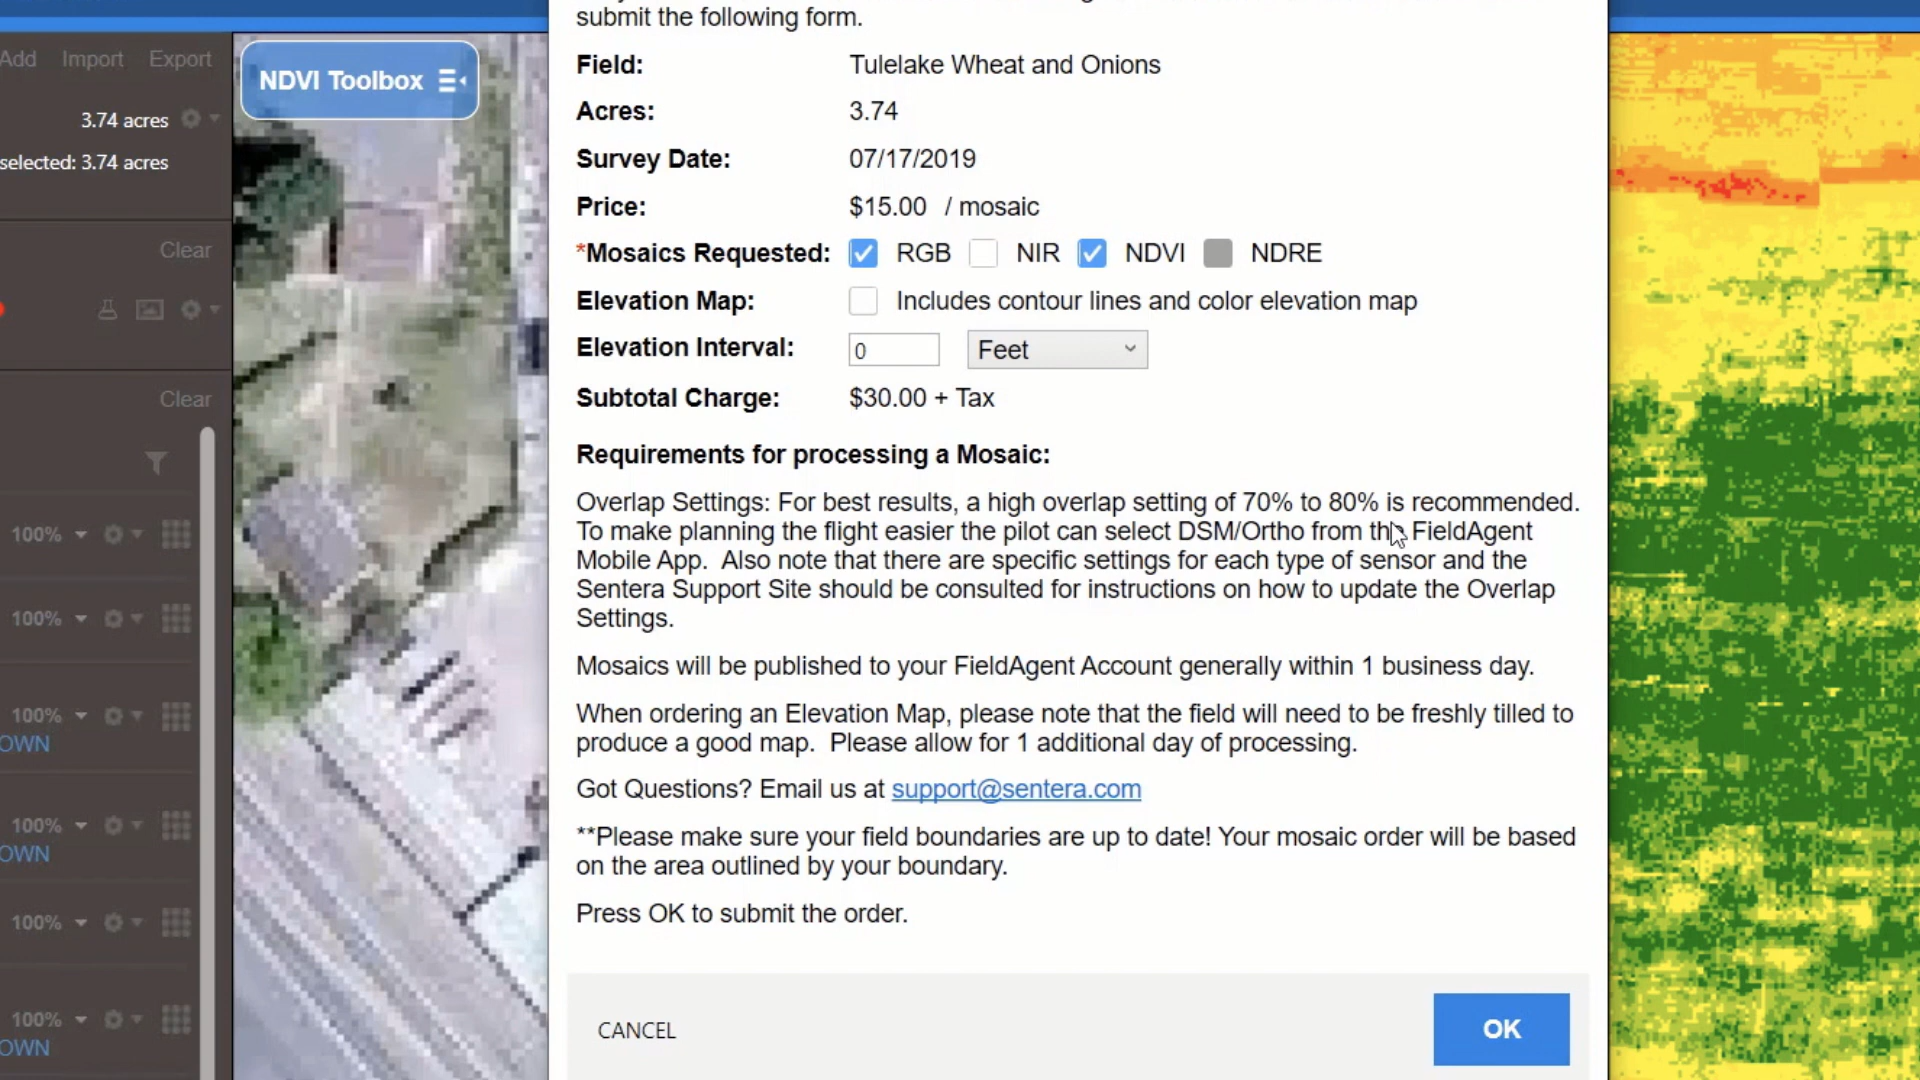 Add Import Export
3.74 acres
selected: 3.74 acres
Clear
Clear
100%
100%
100%
OWN
100%
OWN
100%
100%
OWN
NDVI Toolbox
submit the following form.
Field: Tulelake Wheat and Onions
Acres: 3.74
Survey Date: 07/17/2019
Price: $15.00 / mosaic
*Mosaics Requested: RGB NIR NDVI NDRE
Elevation Map: Includes contour lines and color elevation map
Elevation Interval: 0 Feet
Subtotal Charge: $30.00 + Tax
Requirements for processing a Mosaic:
Overlap Settings: For best results, a high overlap setting of 70% to 80% is recommended.
To make planning the flight easier the pilot can select DSM/Ortho from the FieldAgent
Mobile App. Also note that there are specific settings for each type of sensor and the
Sentera Support Site should be consulted for instructions on how to update the Overlap
Settings.
Mosaics will be published to your FieldAgent Account generally within 1 business day.
When ordering an Elevation Map, please note that the field will need to be freshly tilled to
produce a good map. Please allow for 1 additional day of processing.
Got Questions? Email us at support@sentera.com
**Please make sure your field boundaries are up to date! Your mosaic order will be based
on the area outlined by your boundary.
Press OK to submit the order.
CANCEL OK